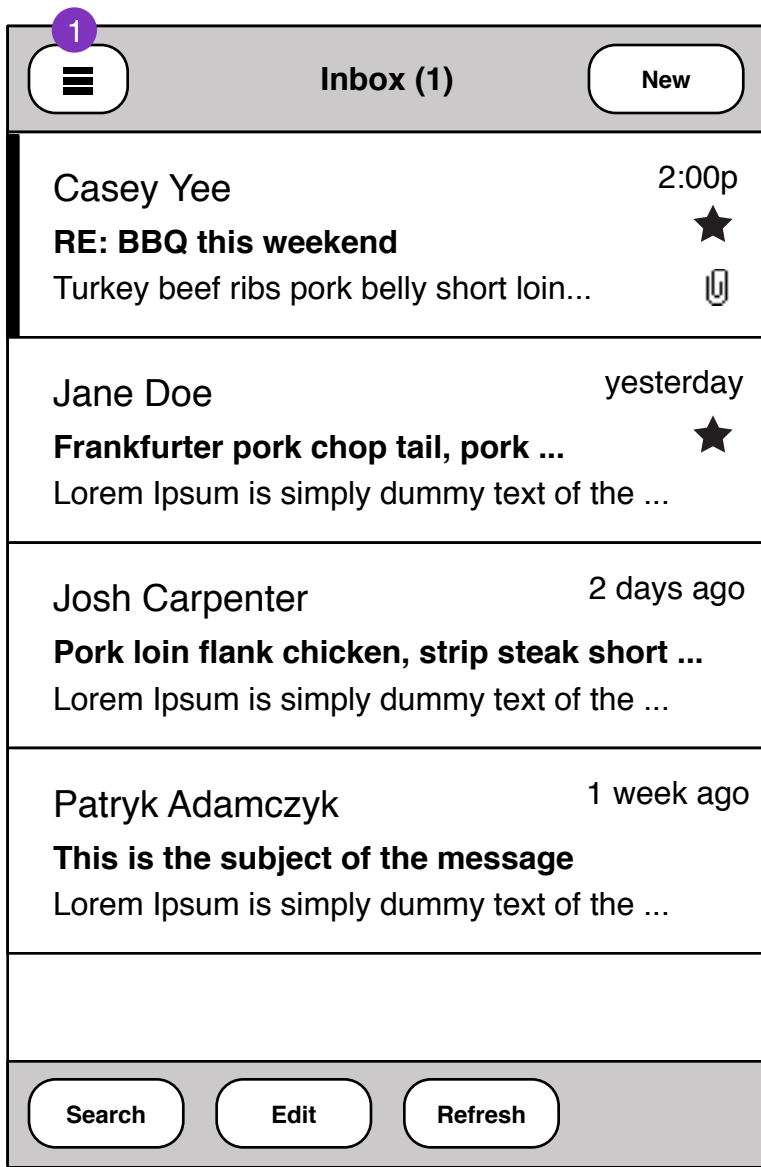 1
Inbox (1)
New
Casey Yee
2:00p
RE: BBQ this weekend
Turkey beef ribs pork belly short loin...
Jane Doe
yesterday
Frankfurter pork chop tail, pork ...
Lorem Ipsum is simply dummy text of the ...
Josh Carpenter
2 days ago
Pork loin flank chicken, strip steak short ...
Lorem Ipsum is simply dummy text of the ...
Patryk Adamczyk
1 week ago
This is the subject of the message
Lorem Ipsum is simply dummy text of the ...
Search
Edit
Refresh